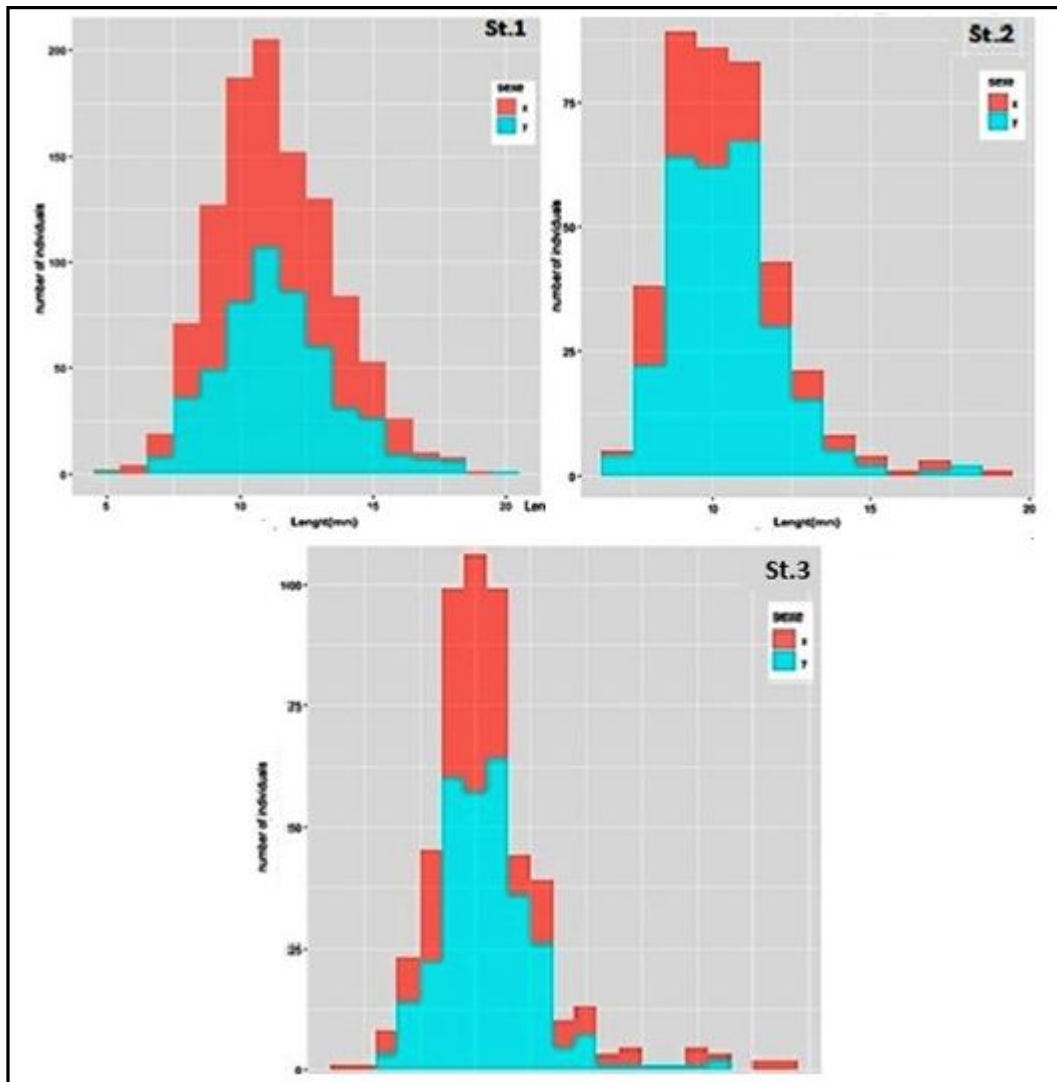 St.1
200
150
100
50
0
number of individuals
sexe
x
y
5
10
15
20
Len
Lenght(mm)
St.2
75
50
25
0
number of individuals
sexe
x
y
10
15
20
Lenght(mm)
St.3
100
75
50
25
0
number of individuals
sexe
x
y